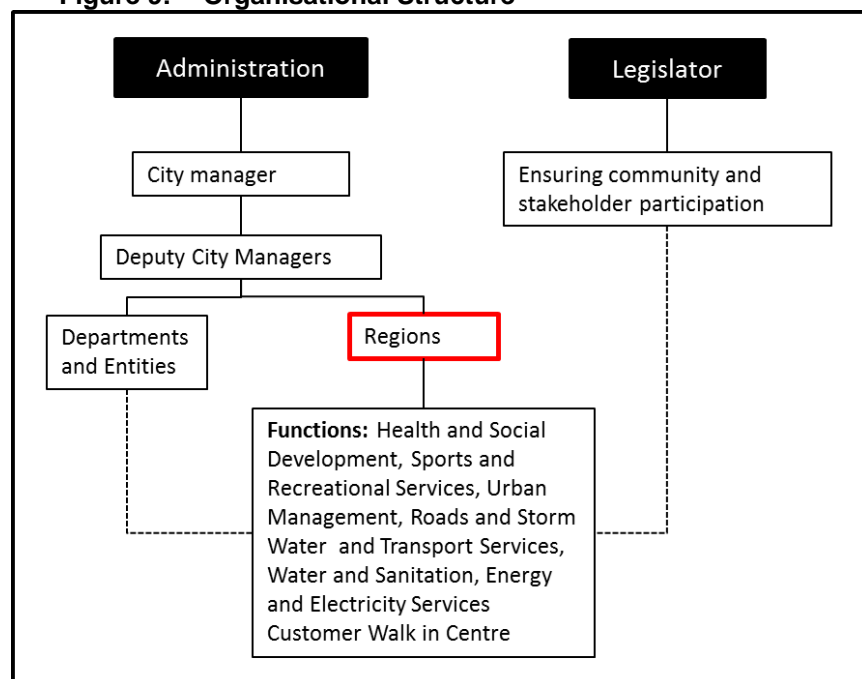 Figure 9: Organisational Structure
Administration
Legislator
City manager
Ensuring community and
stakeholder participation
Deputy City Managers
Departments
and Entities
Regions
Functions: Health and Social
Development, Sports and
Recreational Services, Urban
Management, Roads and Storm
Water and Transport Services,
Water and Sanitation, Energy
and Electricity Services
Customer Walk in Centre